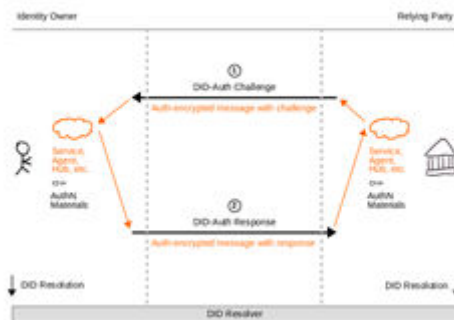 Identity Owner
Relying Party
1
DID-Auth Challenge
Auth-encrypted message with challenge
Service,
Agent,
Hub, etc.
AuthN
Materials
Service,
Agent,
Hub, etc.
AuthN
Materials
2
DID-Auth Response
Auth-encrypted message with response
DID Resolution
DID Resolution
DID Resolver